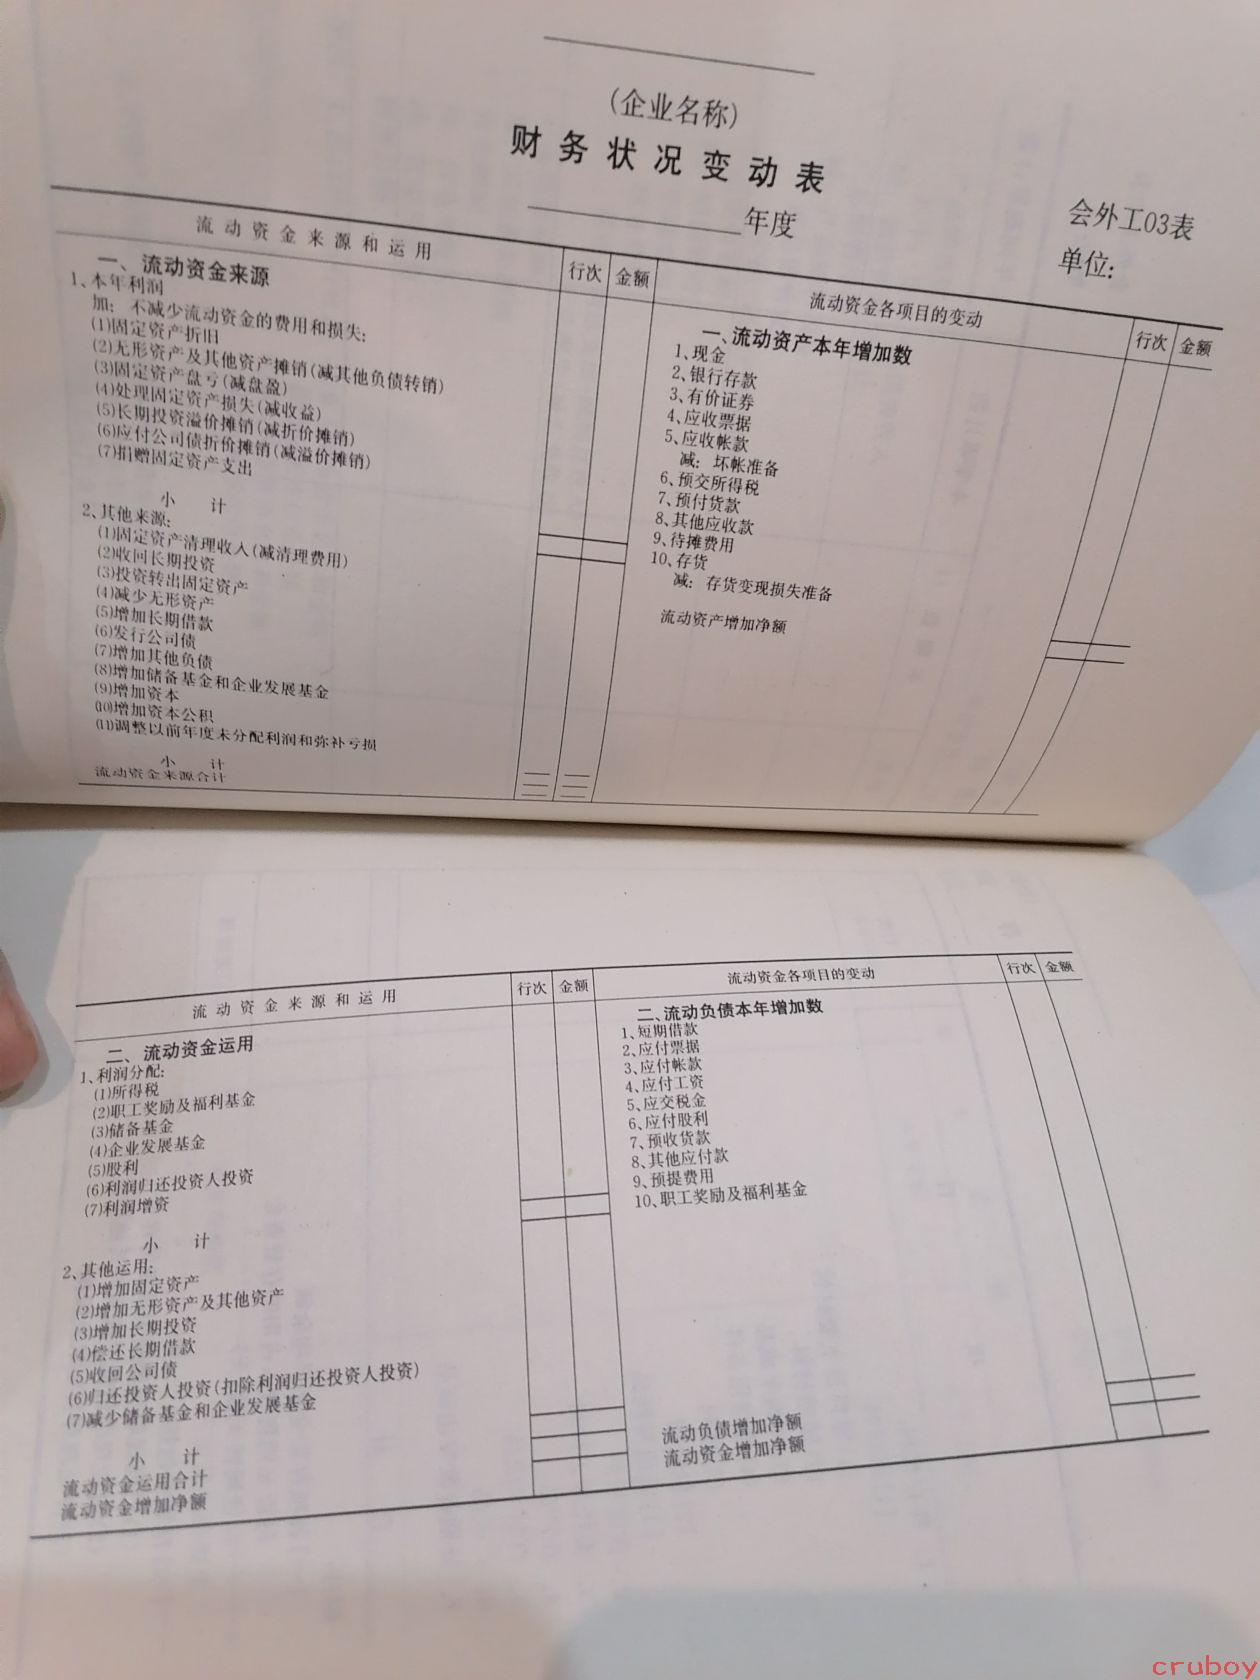 (企业名称)
财务状况变动表
年度
会外工03表
单位:
流动资金来源和运用
行次
金额
流动资金各项目的变动
行次
金额
一、流动资金来源
1、本年利润
加: 不减少流动资金的费用和损失:
(1)固定资产折旧
(2)无形资产及其他资产摊销(减其他负债转销)
(3)固定资产盘亏(减盘盈)
(4)处理固定资产损失(减收益)
(5)长期投资溢价摊销(减折价摊销)
(6)应付公司债折价摊销(减溢价摊销)
(7)捐赠固定资产支出
小 计
2、其他来源:
(1)固定资产清理收入(减清理费用)
(2)收回长期投资
(3)投资转出固定资产
(4)减少无形资产
(5)增加长期借款
(6)发行公司债
(7)增加其他负债
(8)增加储备基金和企业发展基金
(9)增加资本
(10)增加资本公积
(11)调整以前年度未分配利润和弥补亏损
小 计
流动资金来源合计
一、流动资产本年增加数
1、现金
2、银行存款
3、有价证券
4、应收票据
5、应收帐款
减: 坏帐准备
6、预交所得税
7、预付货款
8、其他应收款
9、待摊费用
10、存货
减: 存货变现损失准备
流动资产增加净额
流动资金来源和运用
行次
金额
流动资金各项目的变动
行次
金额
二、流动资金运用
1、利润分配:
(1)所得税
(2)职工奖励及福利基金
(3)储备基金
(4)企业发展基金
(5)股利
(6)利润归还投资人投资
(7)利润增资
小 计
2、其他运用:
(1)增加固定资产
(2)增加无形资产及其他资产
(3)增加长期投资
(4)偿还长期借款
(5)收回公司债
(6)归还投资人投资(扣除利润归还投资人投资)
(7)减少储备基金和企业发展基金
小 计
流动资金运用合计
流动资金增加净额
二、流动负债本年增加数
1、短期借款
2、应付票据
3、应付帐款
4、应付工资
5、应交税金
6、应付股利
7、预收货款
8、其他应付款
9、预提费用
10、职工奖励及福利基金
流动负债增加净额
流动资金增加净额
cruboy